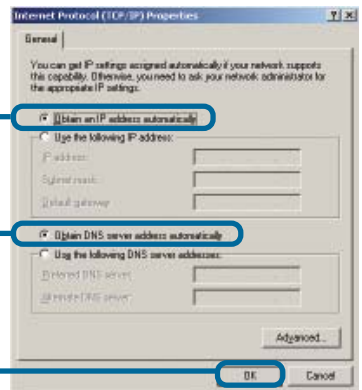 Internet Protocol (TCP/IP) Properties
General
You can get IP settings assigned automatically if your network supports
this capability. Otherwise, you need to ask your network administrator for
the appropriate IP settings.
Obtain an IP address automatically
Use the following IP address:
IP address:
Subnet mask:
Default gateway:
Obtain DNS server address automatically
Use the following DNS server addresses:
Preferred DNS server:
Alternate DNS server:
Advanced...
OK
Cancel